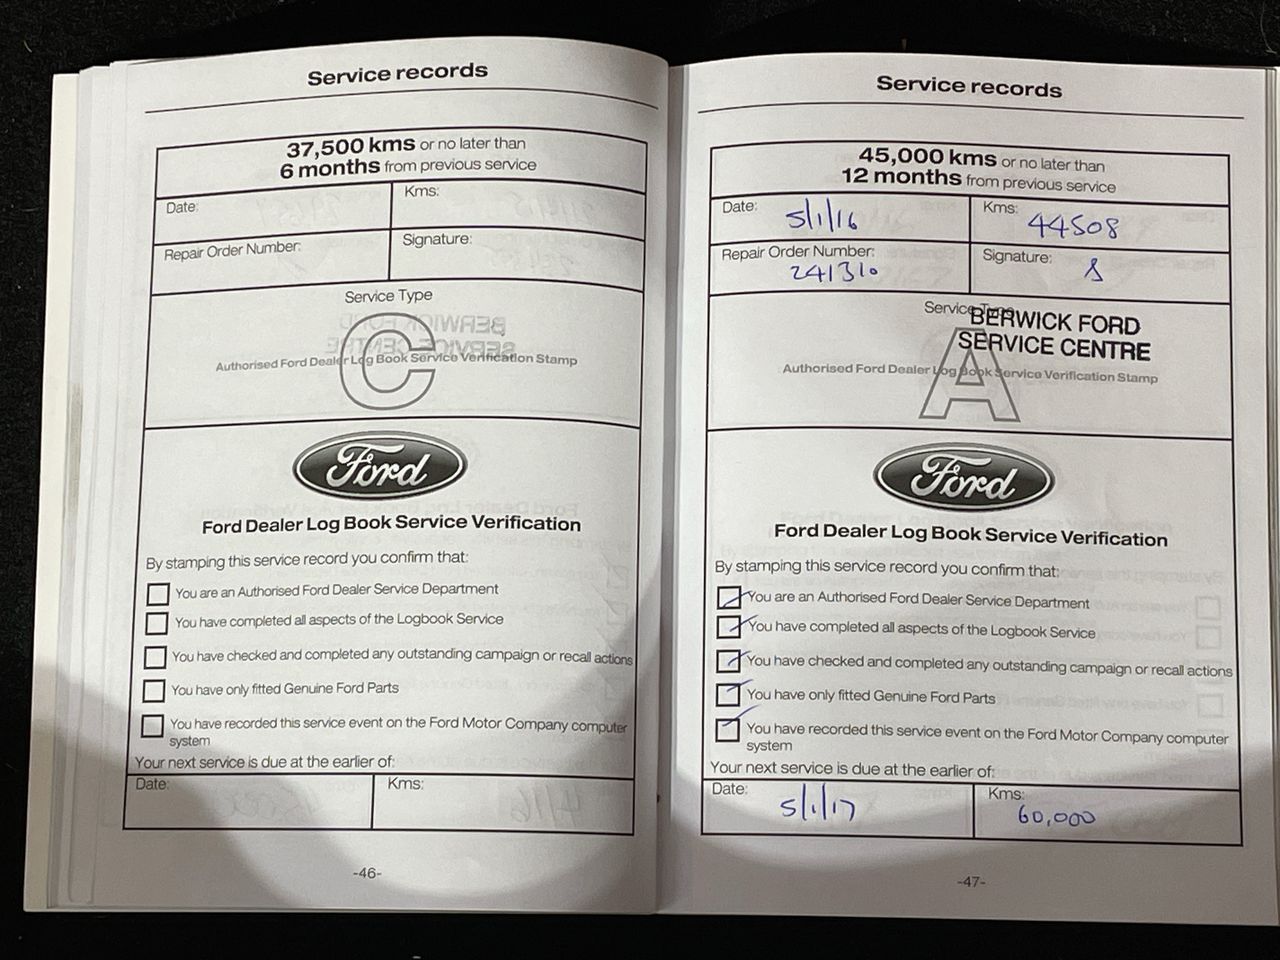 Service records
37,500 kms or no later than
6 months from previous service
Date:
Kms:
Repair Order Number:
Signature:
Service Type
C
Authorised Ford Dealer Log Book Service Verification Stamp
Ford
Ford Dealer Log Book Service Verification
By stamping this service record you confirm that:
You are an Authorised Ford Dealer Service Department
You have completed all aspects of the Logbook Service
You have checked and completed any outstanding campaign or recall actions
You have only fitted Genuine Ford Parts
You have recorded this service event on the Ford Motor Company computer
system
Your next service is due at the earlier of:
Date:
Kms:
-46-
Service records
45,000 kms or no later than
12 months from previous service
Date: 5/1/16
Kms: 44508
Repair Order Number:
241310
Signature:
Service Type
BERWICK FORD
SERVICE CENTRE
A
Authorised Ford Dealer Log Book Service Verification Stamp
Ford
Ford Dealer Log Book Service Verification
By stamping this service record you confirm that:
You are an Authorised Ford Dealer Service Department
You have completed all aspects of the Logbook Service
You have checked and completed any outstanding campaign or recall actions
You have only fitted Genuine Ford Parts
You have recorded this service event on the Ford Motor Company computer
system
Your next service is due at the earlier of:
Date: 5/1/17
Kms: 60,000
-47-